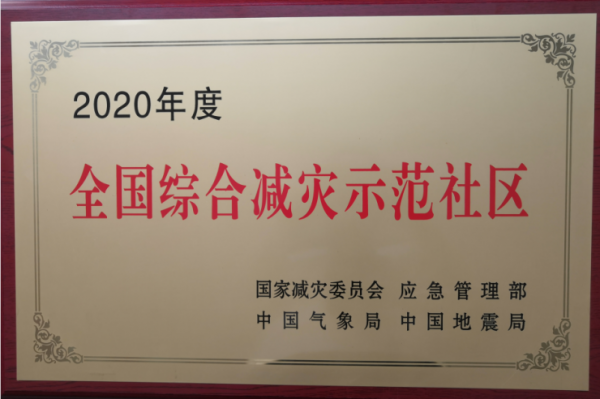 2020年度
全国综合减灾示范社区
国家减灾委员会 应急管理部
中国气象局 中国地震局